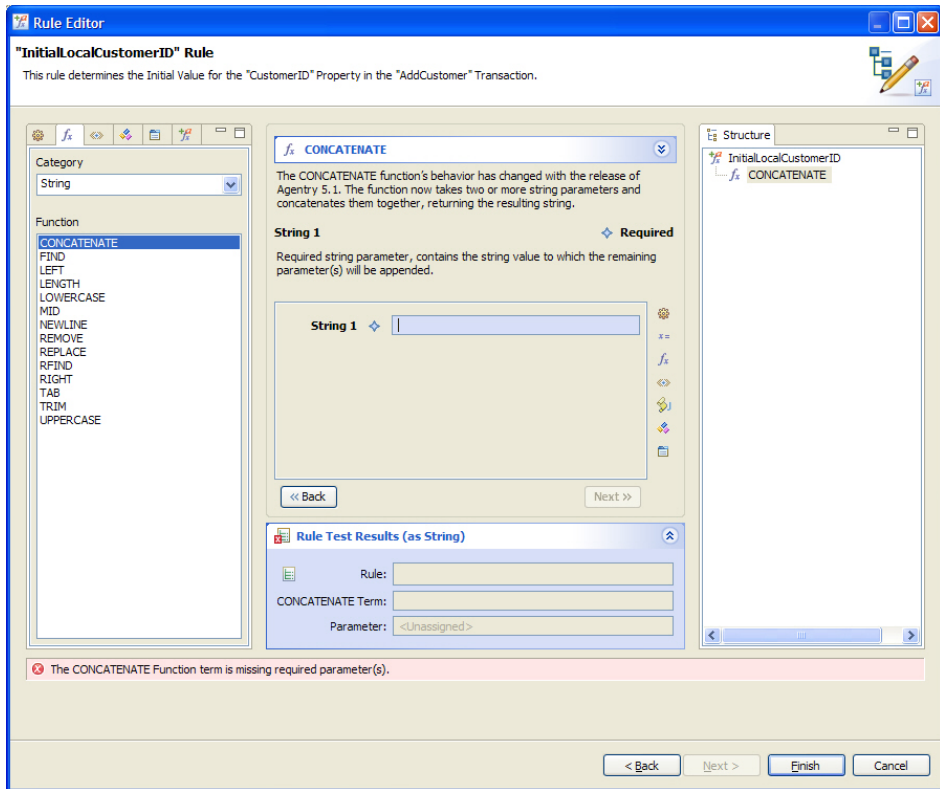 Rule Editor
"InitialLocalCustomerID" Rule
This rule determines the Initial Value for the "CustomerID" Property in the "AddCustomer" Transaction.
fx
Category
String
Function
CONCATENATE
FIND
LEFT
LENGTH
LOWERCASE
MID
NEWLINE
REMOVE
REPLACE
RFIND
RIGHT
TAB
TRIM
UPPERCASE
fx CONCATENATE
The CONCATENATE function's behavior has changed with the release of
Agentry 5.1. The function now takes two or more string parameters and
concatenates them together, returning the resulting string.
String 1 Required
Required string parameter, contains the string value to which the remaining
parameter(s) will be appended.
String 1
x=
fx
<< Back Next >>
Rule Test Results (as String)
Rule:
CONCATENATE Term:
Parameter: <Unassigned>
Structure
InitialLocalCustomerID
fx CONCATENATE
The CONCATENATE Function term is missing required parameter(s).
< Back Next > Finish Cancel